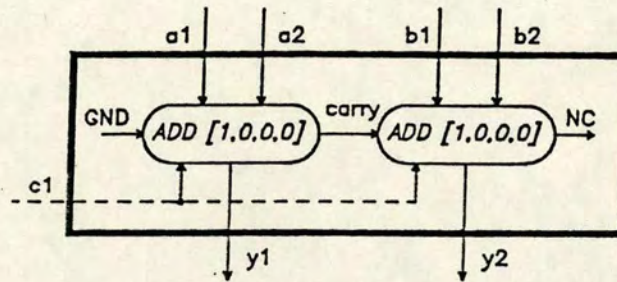 a1 a2 b1 b2
GND carry NC
ADD [1,0,0,0] ADD [1,0,0,0]
c1
y1 y2